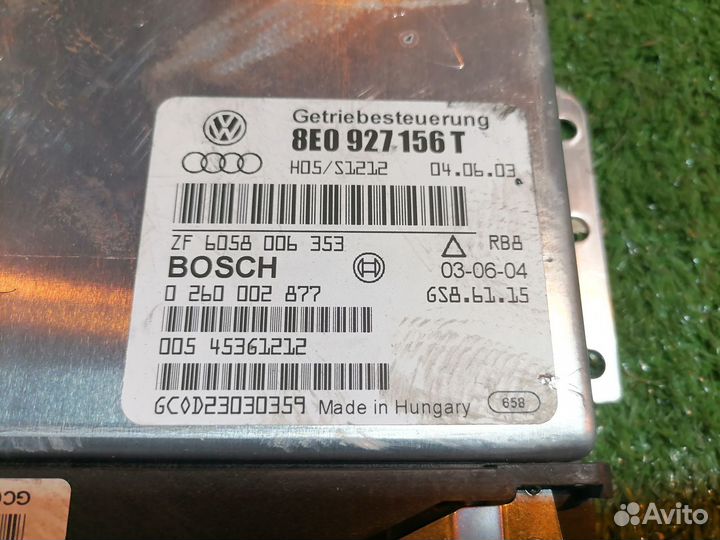 Getriebesteuerung
8E0 927 156 T
H05/S1212 04.06.03
ZF 6058 006 353 RB8
BOSCH 03-06-04
0 260 002 877 GS8.61.15
005 45361212
GC0D23030359 Made in Hungary 658
GC
Avito